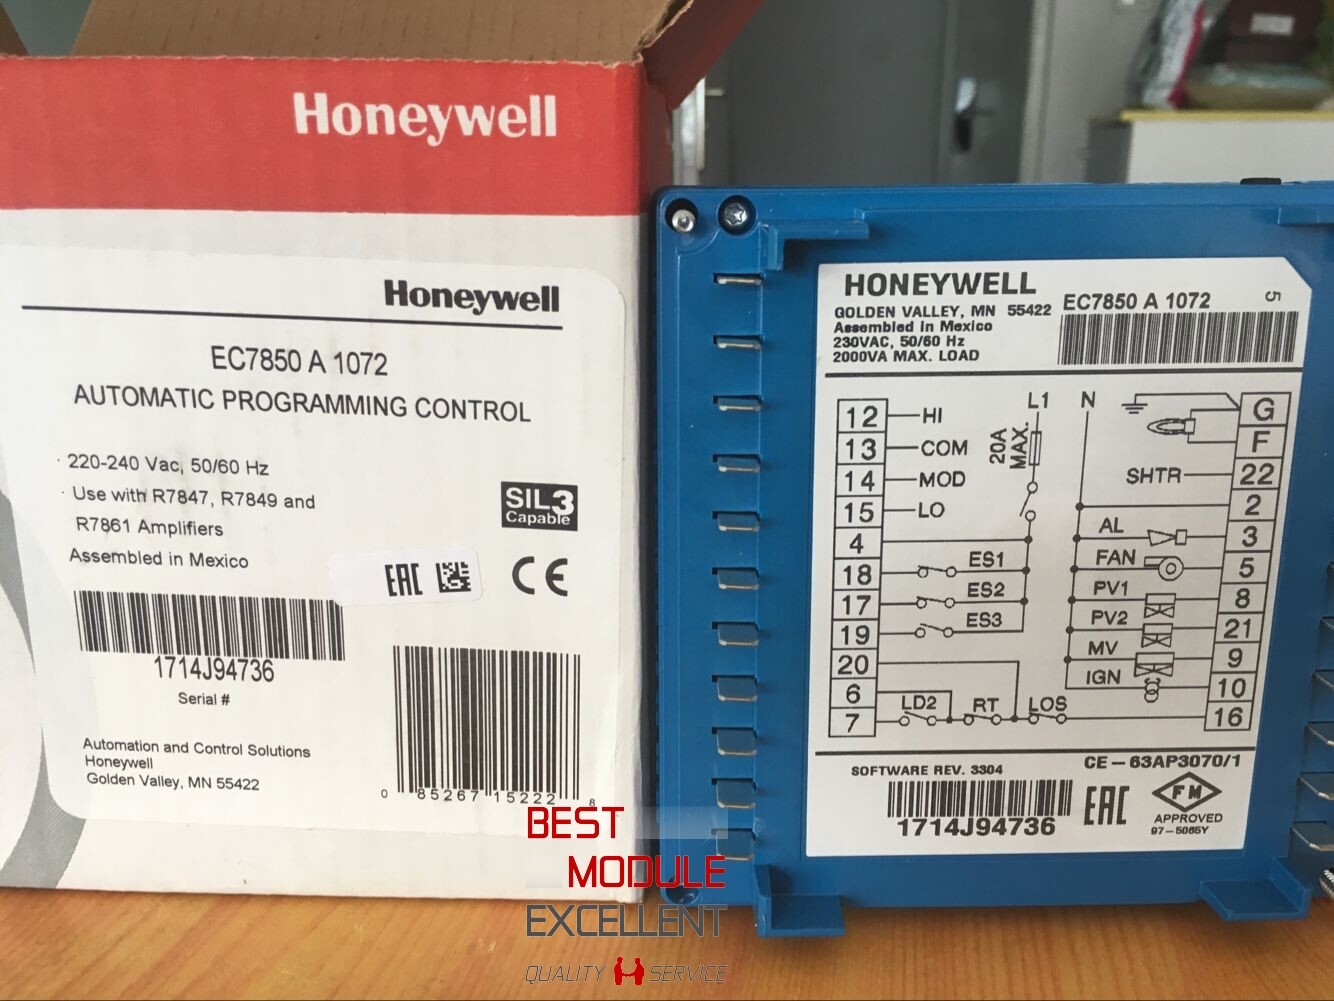 Honeywell
Honeywell
EC7850 A 1072
AUTOMATIC PROGRAMMING CONTROL
· 220-240 Vac, 50/60 Hz
· Use with R7847, R7849 and
R7861 Amplifiers
Assembled in Mexico
SIL3
Capable
EAC
CE
1714J94736
Serial #
Automation and Control Solutions
Honeywell
Golden Valley, MN 55422
0 85267 15222 8
HONEYWELL
GOLDEN VALLEY, MN 55422
Assembled in Mexico
230VAC, 50/60 Hz
2000VA MAX. LOAD
EC7850 A 1072
5
12 HI
13 COM
14 MOD
15 LO
4
18 ES1
17 ES2
19 ES3
20
6
7 LD2 RT LOS
L1
20A
MAX.
N
G
F
SHTR 22
2
AL 3
FAN 5
PV1 8
PV2 21
MV 9
IGN 10
16
SOFTWARE REV. 3304
CE-63AP3070/1
1714J94736
EAC
FM
APPROVED
97-5065Y
BEST
MODULE
EXCELLENT
QUALITY SERVICE